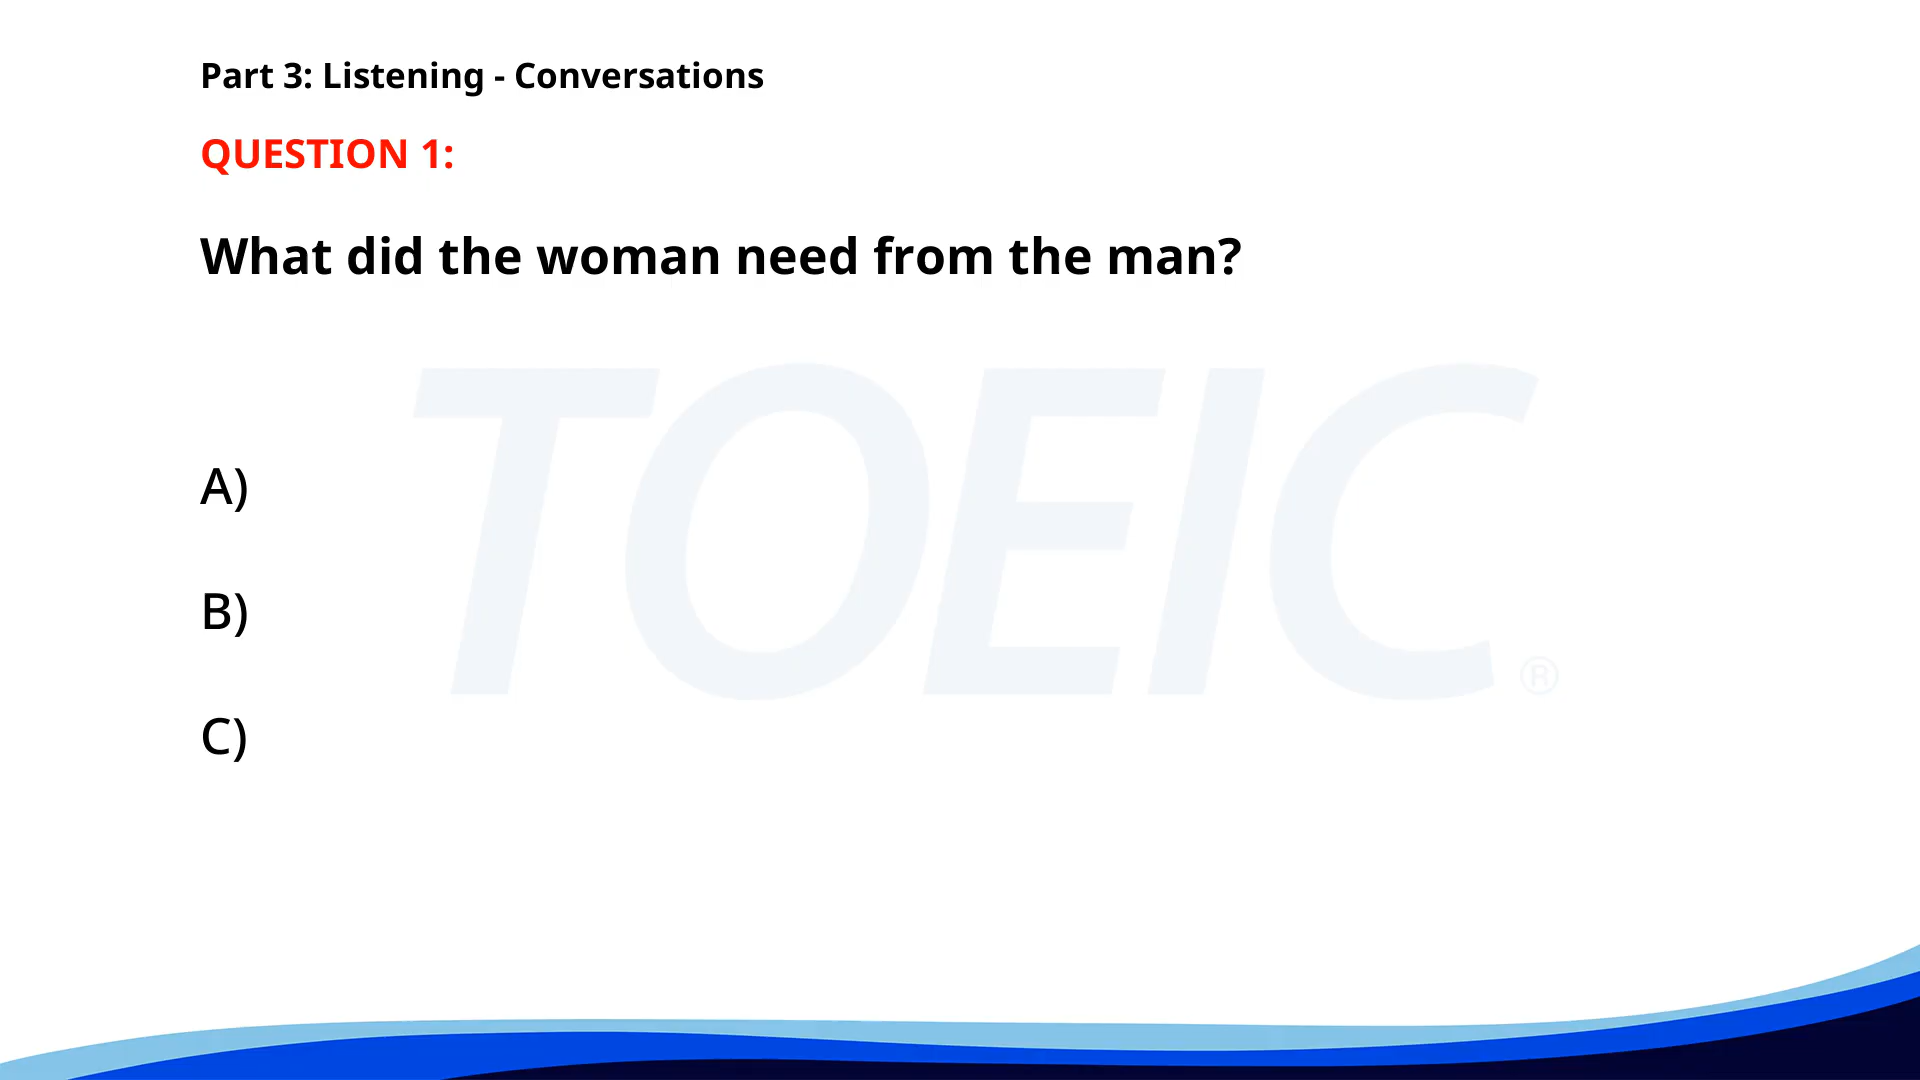 Part 3: Listening - Conversations
QUESTION 1:
What did the woman need from the man?
TOEIC®
A)
B)
C)